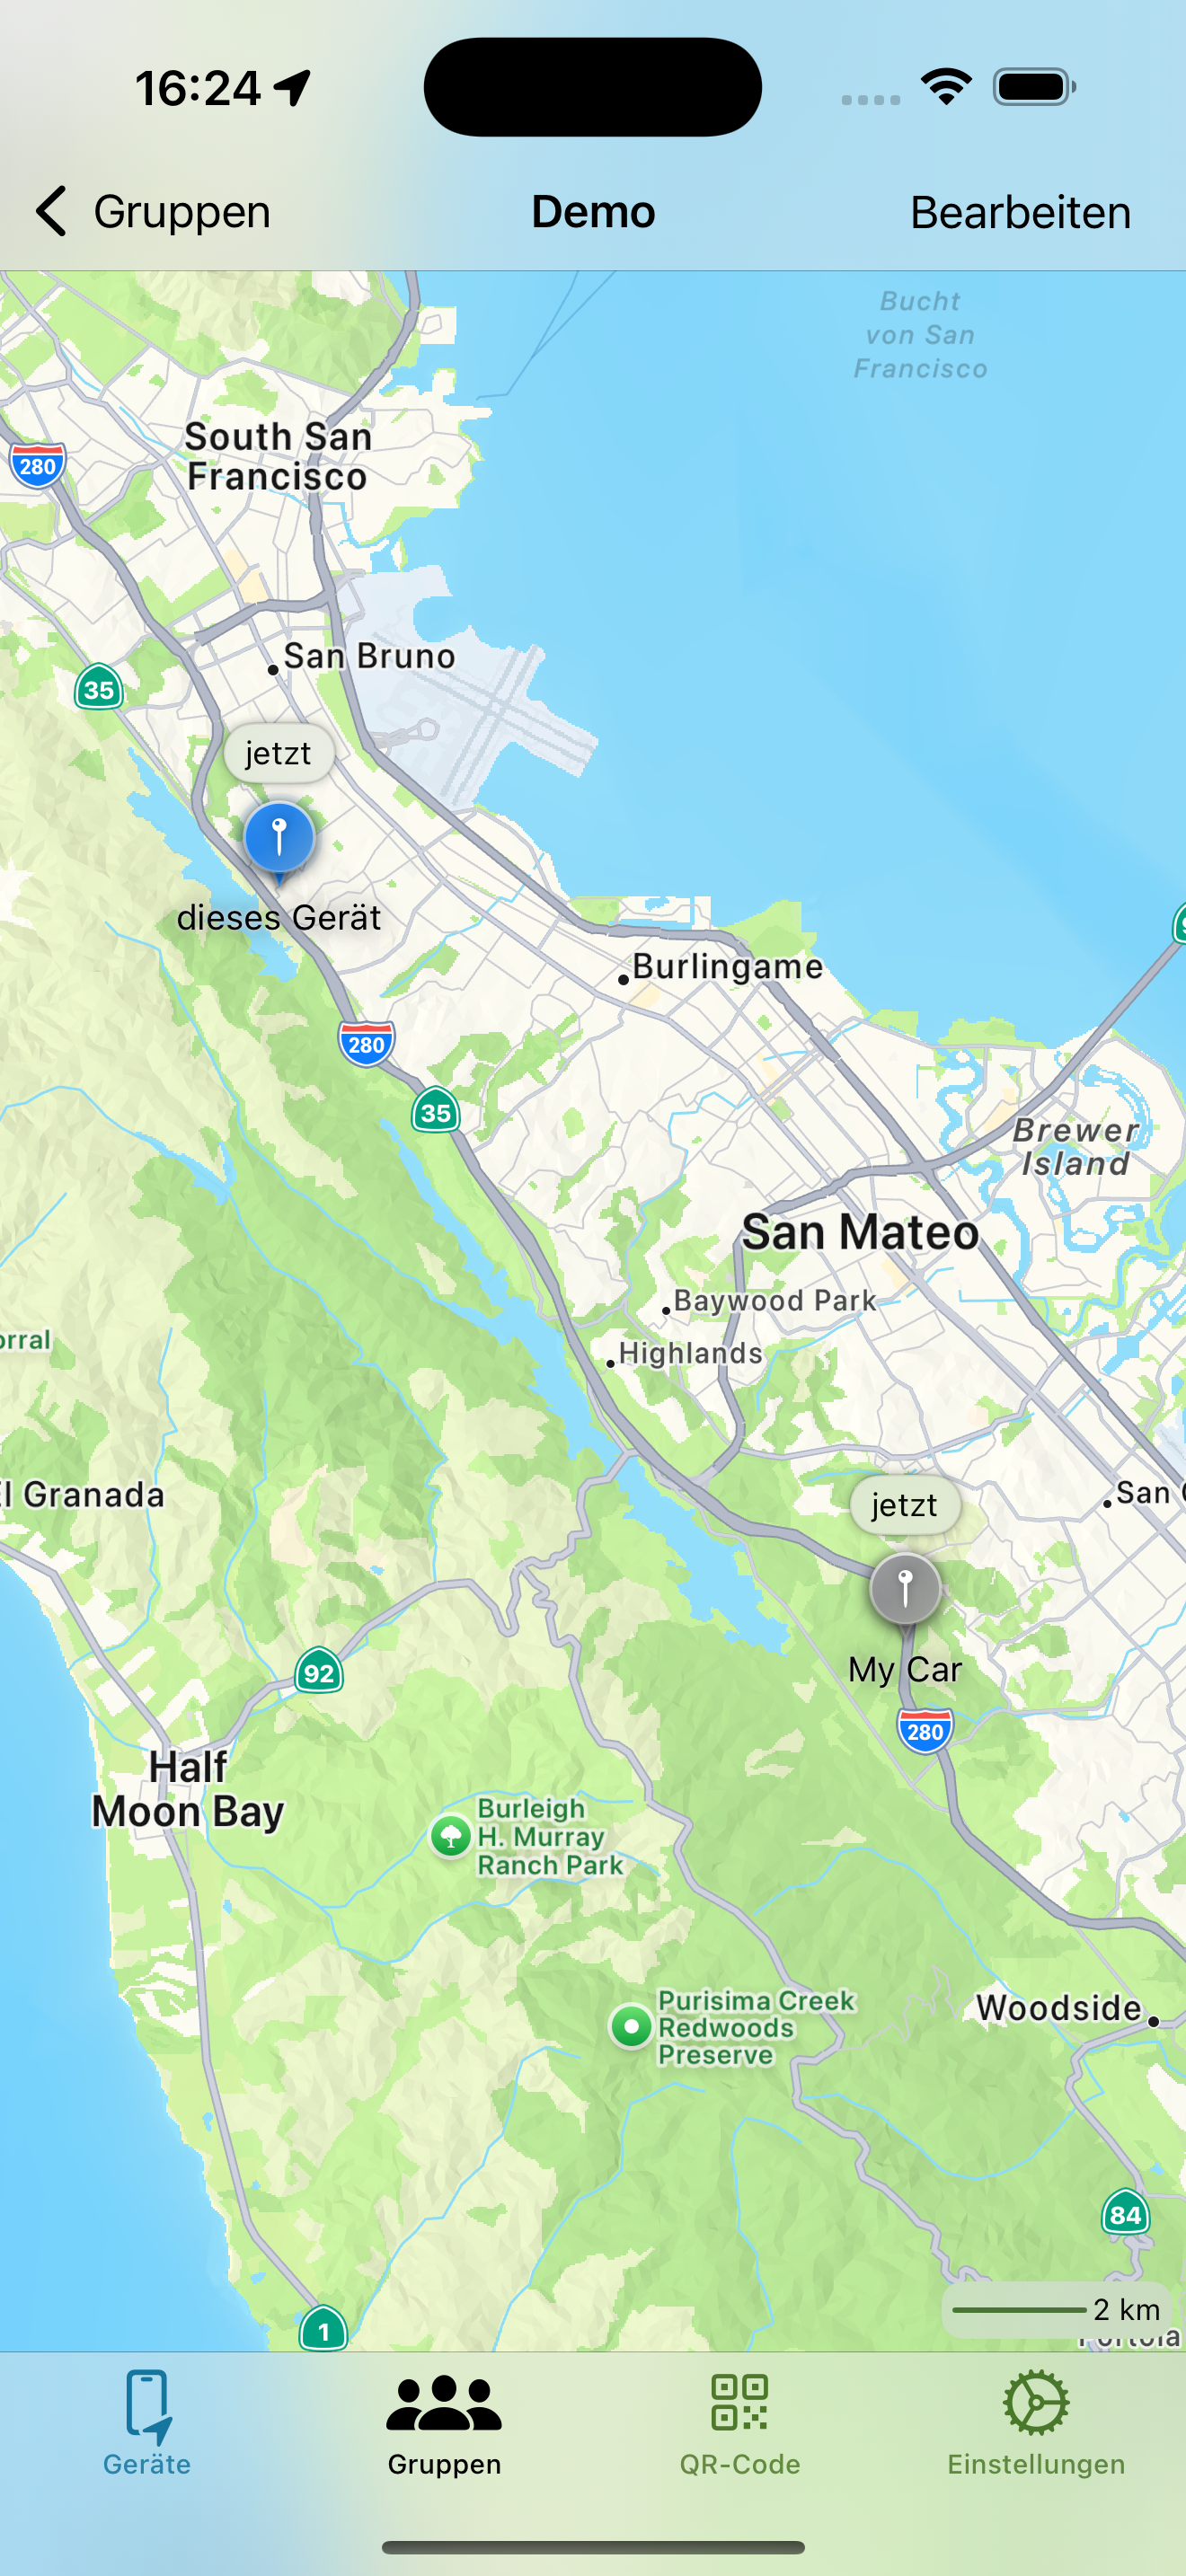 16:24
Gruppen
Demo
Bearbeiten
Bucht
von San
Francisco
South San
Francisco
280
San Bruno
35
jetzt
dieses Gerät
Burlingame
280
35
Brewer
Island
San Mateo
Baywood Park
Highlands
El Granada
San
jetzt
My Car
92
280
Half
Moon Bay
Burleigh
H. Murray
Ranch Park
Purisima Creek
Redwoods
Preserve
Woodside
84
2 km
1
Geräte
Gruppen
QR-Code
Einstellungen